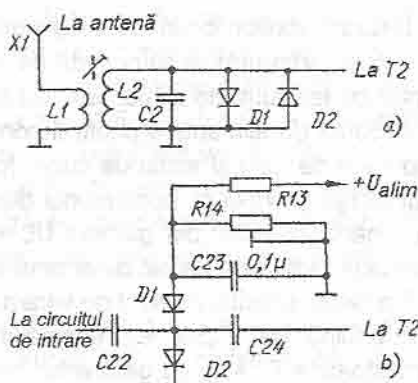 La antenă
X1
La T2
L1
L2
C2
D1
D2
a)
+Ualim
R13
R14
C23
0,1μ
D1
La circuitul
de intrare
La T2
C22
C24
D2
b)